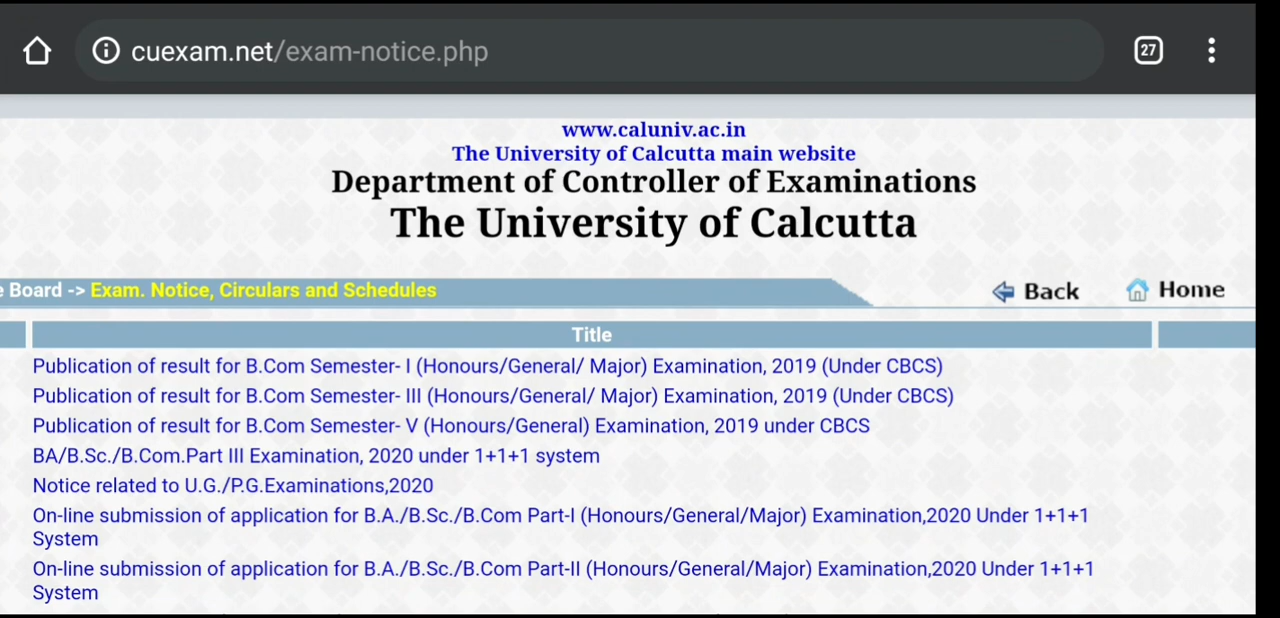 cuexam.net/exam-notice.php
27
www.caluniv.ac.in
The University of Calcutta main website
Department of Controller of Examinations
The University of Calcutta
e Board -> Exam. Notice, Circulars and Schedules
Back
Home
Title
Publication of result for B.Com Semester- I (Honours/General/ Major) Examination, 2019 (Under CBCS)
Publication of result for B.Com Semester- III (Honours/General/ Major) Examination, 2019 (Under CBCS)
Publication of result for B.Com Semester- V (Honours/General) Examination, 2019 under CBCS
BA/B.Sc./B.Com.Part III Examination, 2020 under 1+1+1 system
Notice related to U.G./P.G.Examinations,2020
On-line submission of application for B.A./B.Sc./B.Com Part-I (Honours/General/Major) Examination,2020 Under 1+1+1
System
On-line submission of application for B.A./B.Sc./B.Com Part-II (Honours/General/Major) Examination,2020 Under 1+1+1
System